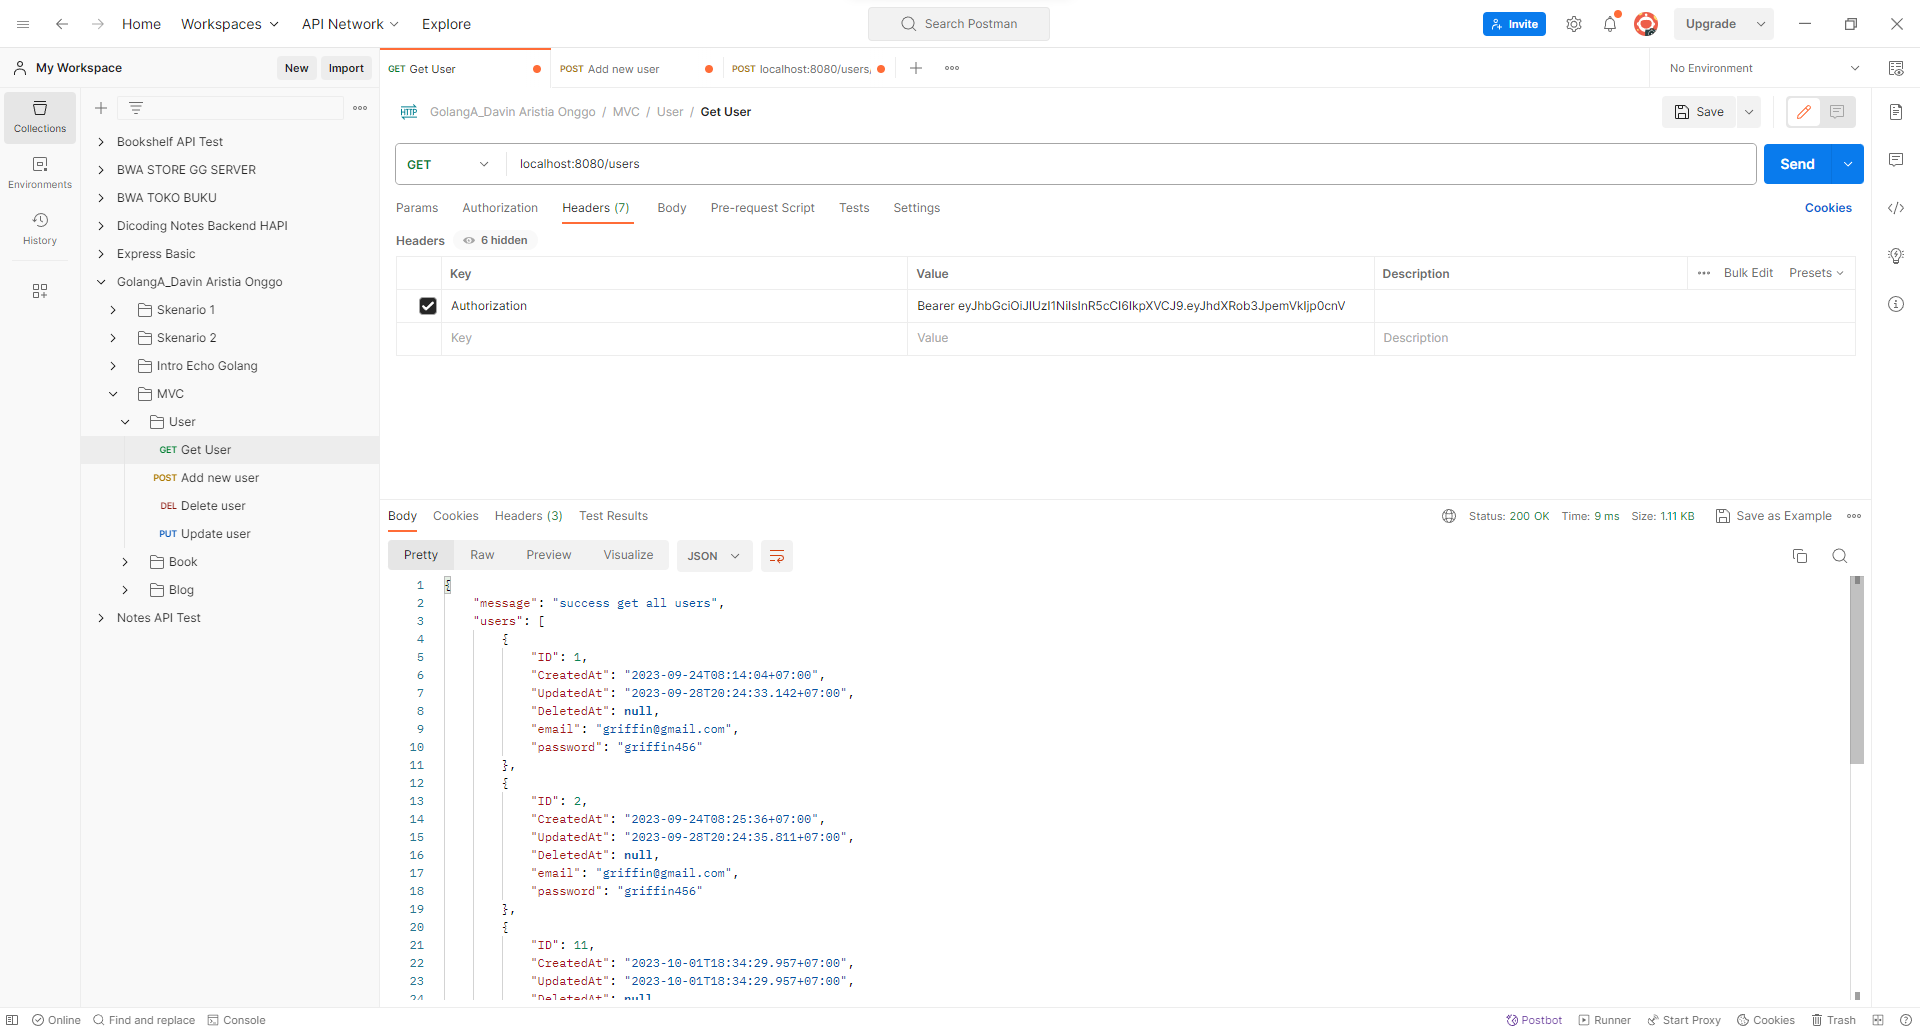 Home Workspaces API Network Explore Search Postman Invite Upgrade
My Workspace New Import GET Get User POST Add new user POST localhost:8080/users, No Environment
Collections
Environments
History
Bookshelf API Test
BWA STORE GG SERVER
BWA TOKO BUKU
Dicoding Notes Backend HAPI
Express Basic
GolangA_Davin Aristia Onggo
Skenario 1
Skenario 2
Intro Echo Golang
MVC
User
GET Get User
POST Add new user
DEL Delete user
PUT Update user
Book
Blog
Notes API Test
HTTP GolangA_Davin Aristia Onggo / MVC / User / Get User Save
GET localhost:8080/users Send
Params Authorization Headers (7) Body Pre-request Script Tests Settings Cookies
Headers 6 hidden
Key Value Description Bulk Edit Presets
Authorization Bearer eyJhbGciOiJIUzI1NiIsInR5cCI6IkpXVCJ9.eyJhdXRob3JpemVkIjp0cnV
Key Value Description
Body Cookies Headers (3) Test Results Status: 200 OK Time: 9 ms Size: 1.11 KB Save as Example
Pretty Raw Preview Visualize JSON
1 {
2 "message": "success get all users",
3 "users": [
4 {
5 "ID": 1,
6 "CreatedAt": "2023-09-24T08:14:04+07:00",
7 "UpdatedAt": "2023-09-28T20:24:33.142+07:00",
8 "DeletedAt": null,
9 "email": "griffin@gmail.com",
10 "password": "griffin456"
11 },
12 {
13 "ID": 2,
14 "CreatedAt": "2023-09-24T08:25:36+07:00",
15 "UpdatedAt": "2023-09-28T20:24:35.811+07:00",
16 "DeletedAt": null,
17 "email": "griffin@gmail.com",
18 "password": "griffin456"
19 },
20 {
21 "ID": 11,
22 "CreatedAt": "2023-10-01T18:34:29.957+07:00",
23 "UpdatedAt": "2023-10-01T18:34:29.957+07:00",
24 "DeletedAt": null
Online Find and replace Console Postbot Runner Start Proxy Cookies Trash